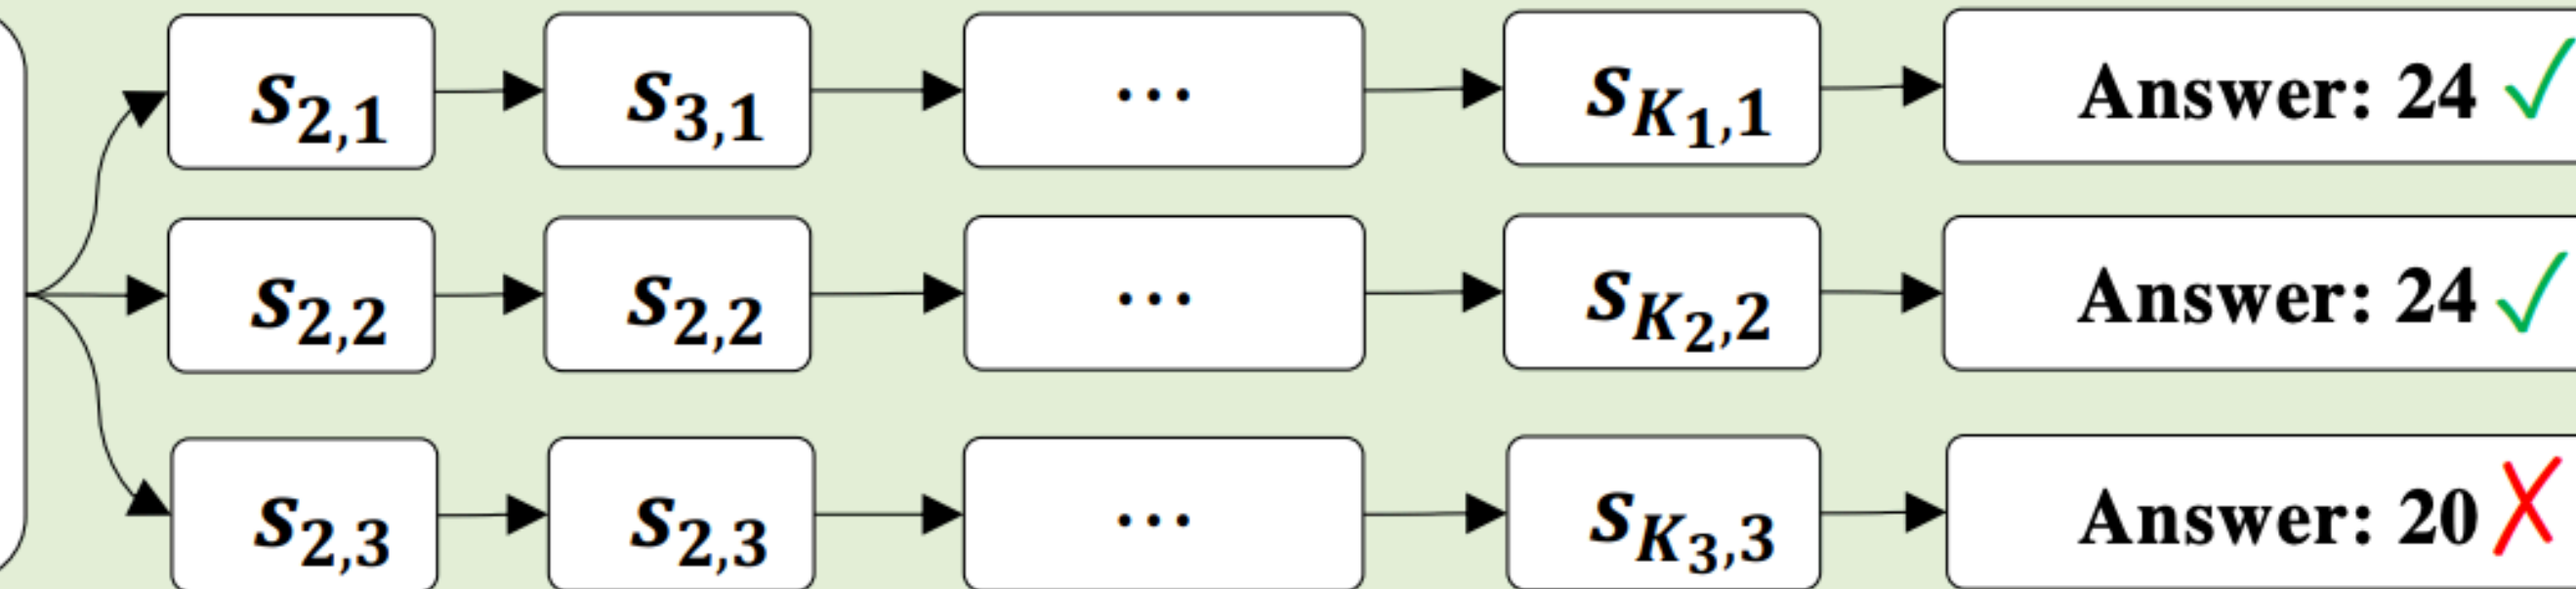 s2,1 s3,1 ... sK1,1 Answer: 24 ✓
s2,2 s2,2 ... sK2,2 Answer: 24 ✓
s2,3 s2,3 ... sK3,3 Answer: 20 ✗